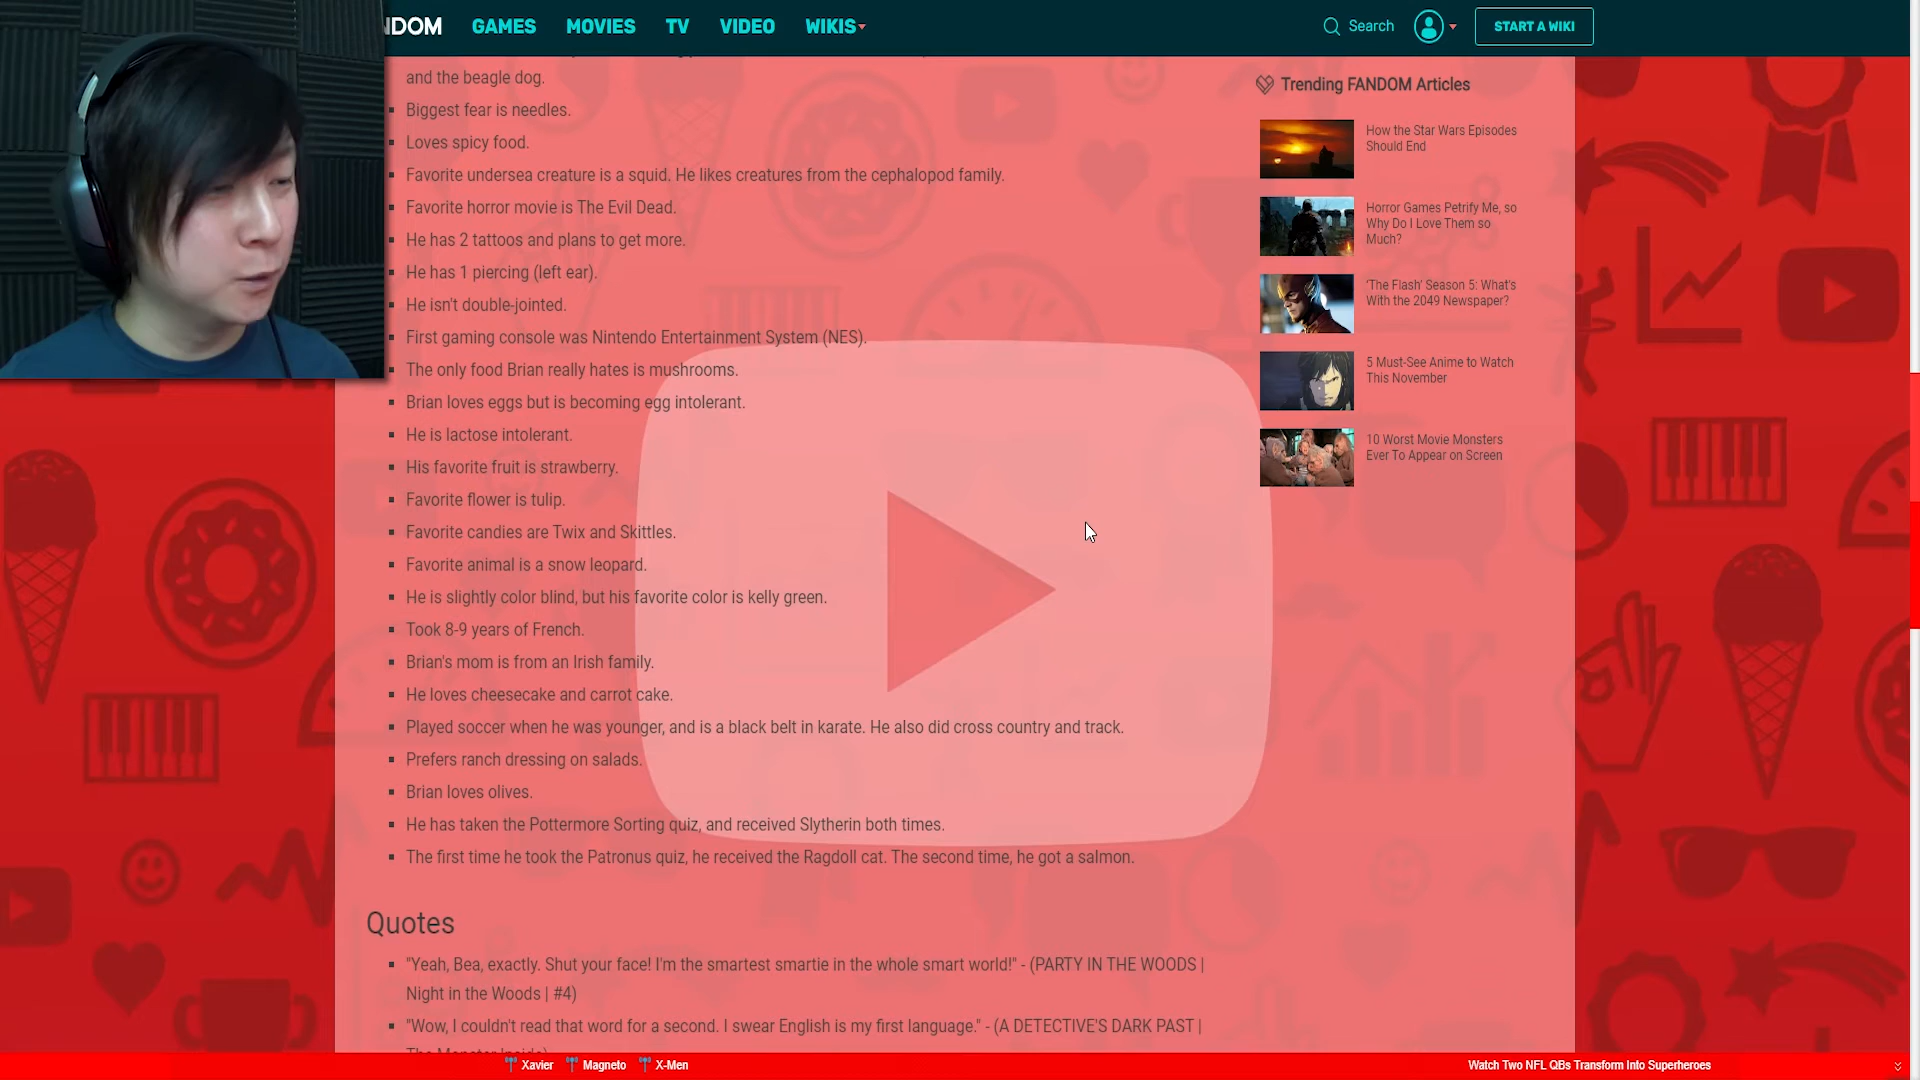 NDOM GAMES MOVIES TV VIDEO WIKIS Search START A WIKI
and the beagle dog.
Biggest fear is needles.
Loves spicy food.
Favorite undersea creature is a squid. He likes creatures from the cephalopod family.
Favorite horror movie is The Evil Dead.
He has 2 tattoos and plans to get more.
He has 1 piercing (left ear).
He isn't double-jointed.
First gaming console was Nintendo Entertainment System (NES).
The only food Brian really hates is mushrooms.
Brian loves eggs but is becoming egg intolerant.
He is lactose intolerant.
His favorite fruit is strawberry.
Favorite flower is tulip.
Favorite candies are Twix and Skittles.
Favorite animal is a snow leopard.
He is slightly color blind, but his favorite color is kelly green.
Took 8-9 years of French.
Brian's mom is from an Irish family.
He loves cheesecake and carrot cake.
Played soccer when he was younger, and is a black belt in karate. He also did cross country and track.
Prefers ranch dressing on salads.
Brian loves olives.
He has taken the Pottermore Sorting quiz, and received Slytherin both times.
The first time he took the Patronus quiz, he received the Ragdoll cat. The second time, he got a salmon.
Quotes
"Yeah, Bea, exactly. Shut your face! I'm the smartest smartie in the whole smart world!" - (PARTY IN THE WOODS |
Night in the Woods | #4)
"Wow, I couldn't read that word for a second. I swear English is my first language." - (A DETECTIVE'S DARK PAST |
Trending FANDOM Articles
How the Star Wars Episodes
Should End
Horror Games Petrify Me, so
Why Do I Love Them so
Much?
'The Flash' Season 5: What's
With the 2049 Newspaper?
5 Must-See Anime to Watch
This November
10 Worst Movie Monsters
Ever To Appear on Screen
Xavier Magneto X-Men Watch Two NFL QBs Transform Into Superheroes